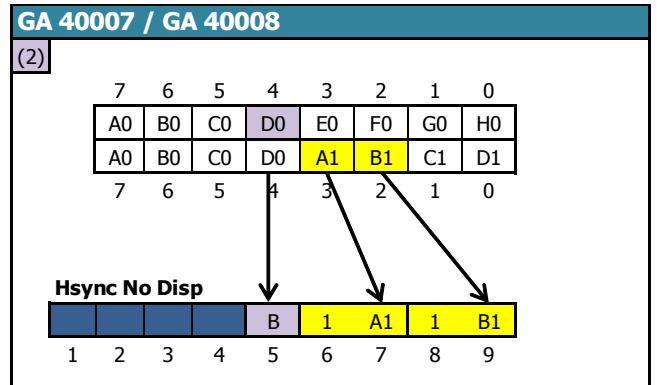 GA 40007 / GA 40008
(2)
7 6 5 4 3 2 1 0
A0 B0 C0 D0 E0 F0 G0 H0
A0 B0 C0 D0 A1 B1 C1 D1
7 6 5 4 3 2 1 0
Hsync No Disp
B 1 A1 1 B1
1 2 3 4 5 6 7 8 9